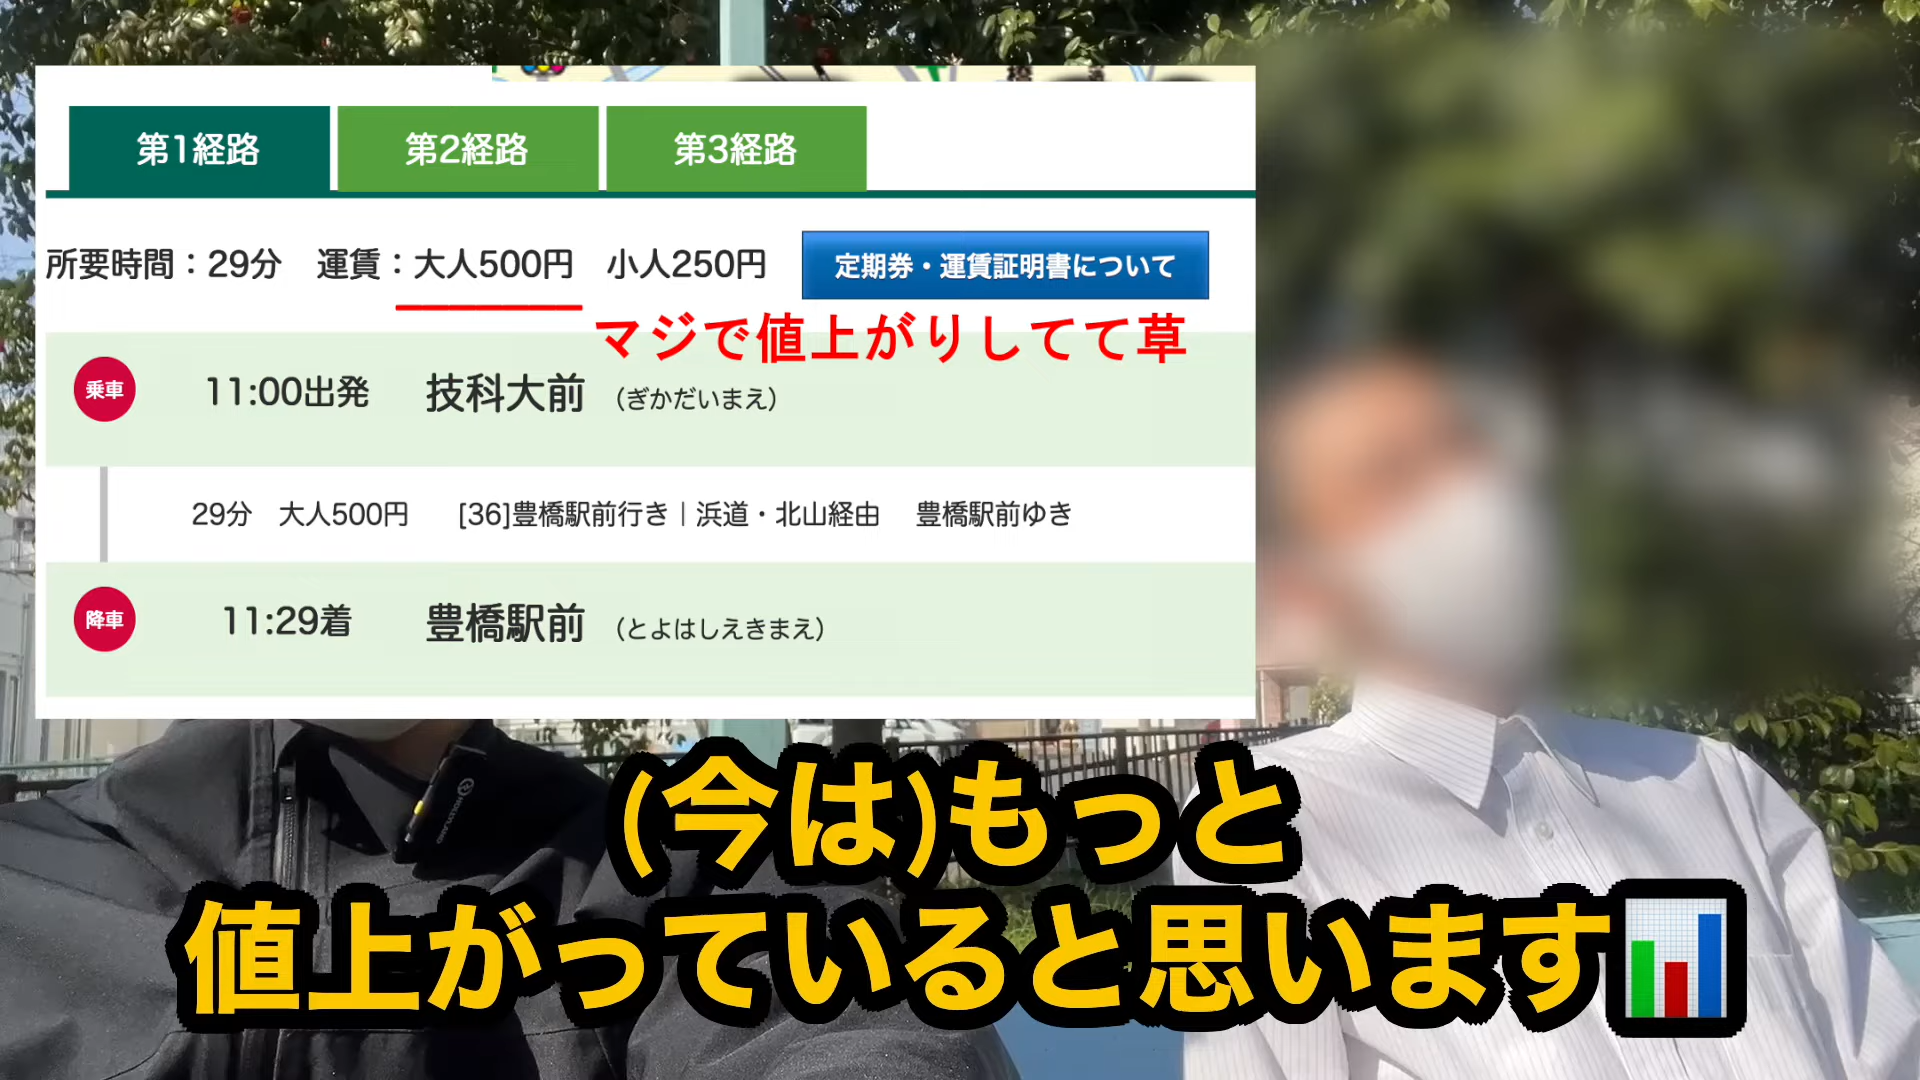 第1経路
第2経路
第3経路
所要時間：29分　運賃：大人500円　小人250円
定期券・運賃証明書について
マジで値上がりしてて草
乗車　11:00出発　技科大前　（ぎかだいまえ）
29分　大人500円　[36]豊橋駅前行き｜浜道・北山経由　豊橋駅前ゆき
降車　11:29着　豊橋駅前　（とよはしえきまえ）
HOLLYLAND
(今は)もっと
値上がっていると思います📊